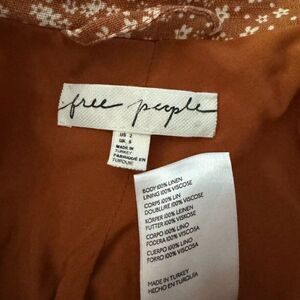 free people
US 2
UK 6
MADE IN
TURKEY
FABRIQUÉ EN
TURQUIE
BODY 100% LINEN
LINING 100% VISCOSE
CORPS 100% LIN
DOUBLURE 100% VISCOSE
KÖRPER 100% LEINEN
FUTTER 100% VISKOSE
CORPO 100% LINO
FODERA 100% VISCOSA
CUERPO 100% LINO
FORRO 100% VISCOSA
MADE IN TURKEY
HECHO EN TURQUÍA